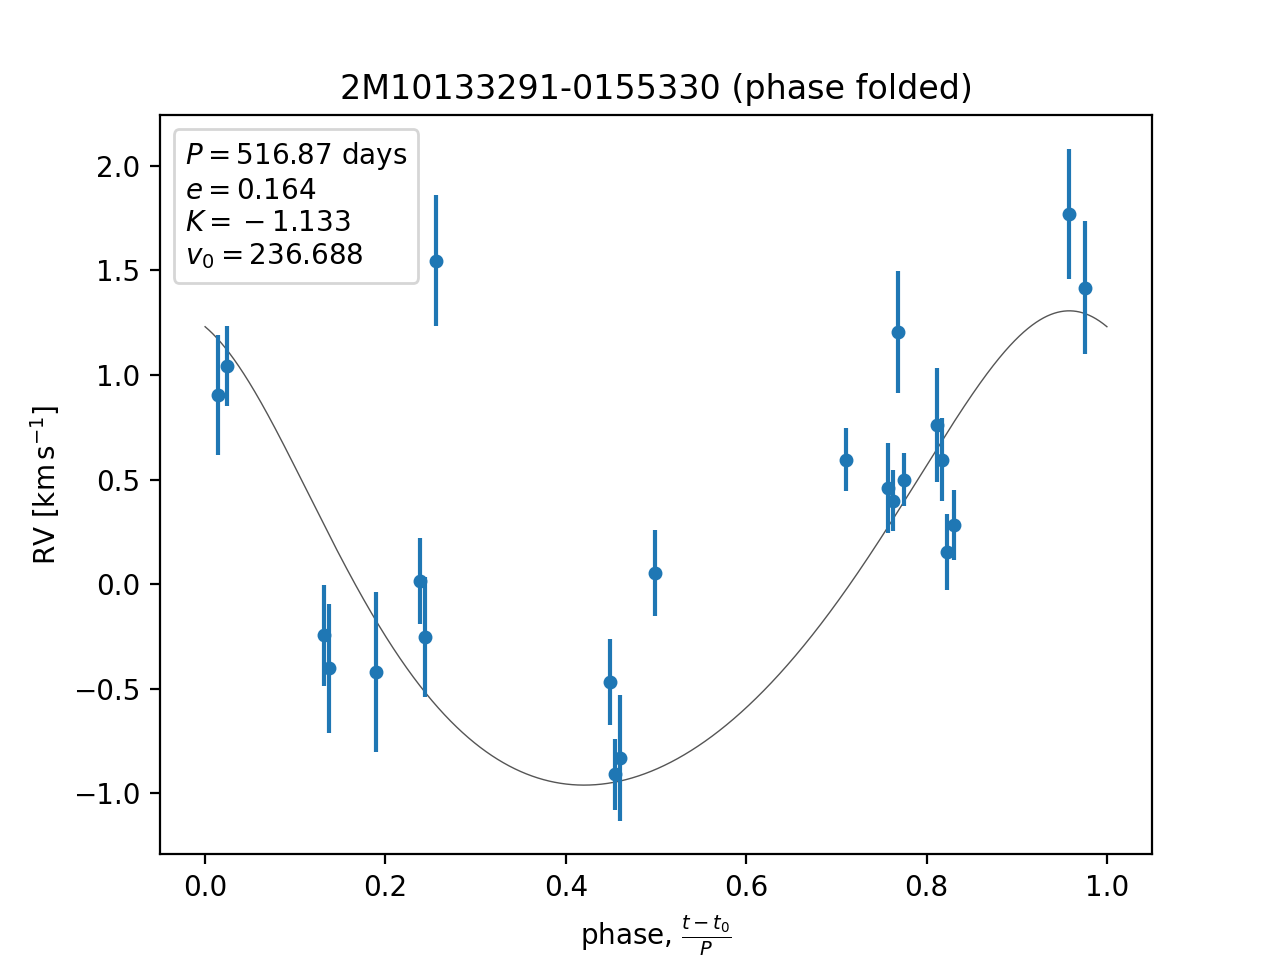 2M10133291-0155330 (phase folded)
P = 516.87 days
e = 0.164
K = −1.133
v₀ = 236.688
2.0
1.5
1.0
0.5
0.0
−0.5
−1.0
RV [km s⁻¹]
0.0 0.2 0.4 0.6 0.8 1.0
phase, (t − t₀)/P